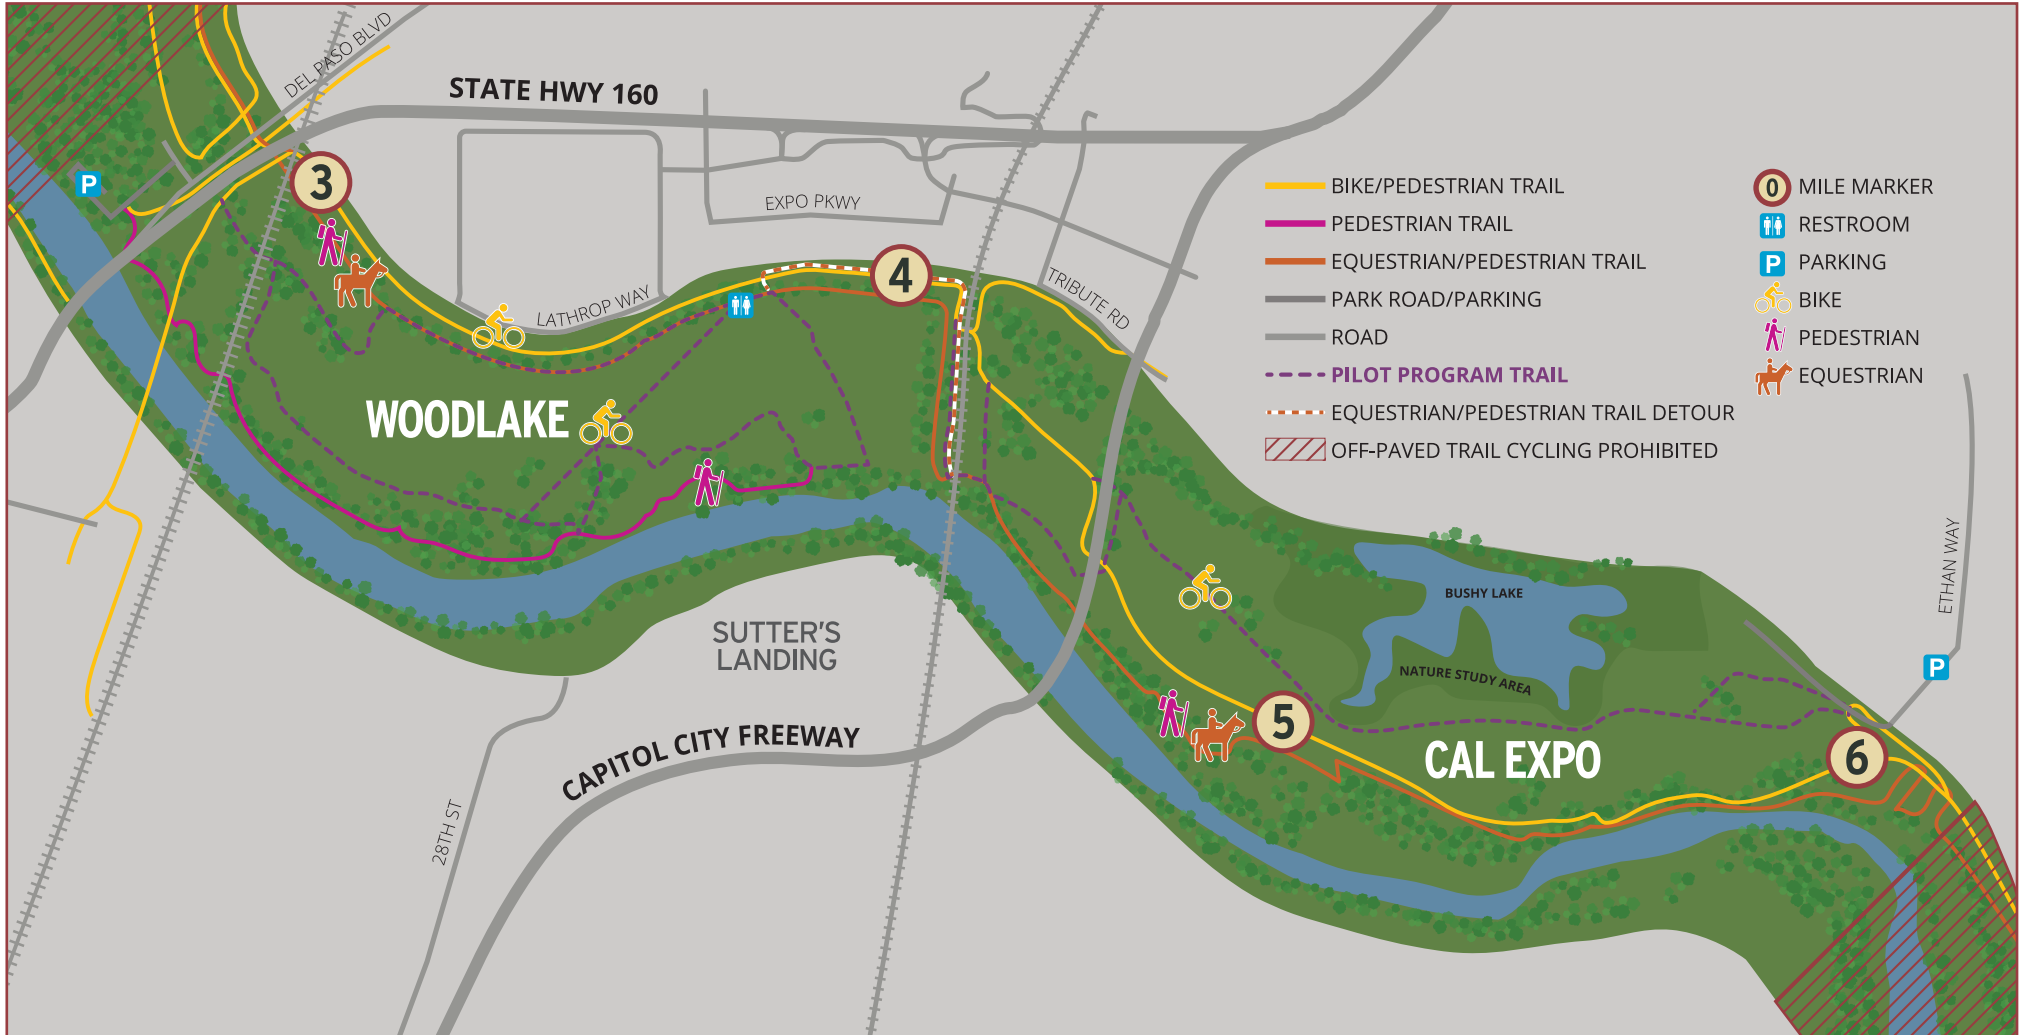 DEL PASO BLVD
STATE HWY 160
P
3
EXPO PKWY
4
LATHROP WAY
TRIBUTE RD
BIKE/PEDESTRIAN TRAIL
PEDESTRIAN TRAIL
EQUESTRIAN/PEDESTRIAN TRAIL
PARK ROAD/PARKING
ROAD
PILOT PROGRAM TRAIL
EQUESTRIAN/PEDESTRIAN TRAIL DETOUR
OFF-PAVED TRAIL CYCLING PROHIBITED
0 MILE MARKER
RESTROOM
P PARKING
BIKE
PEDESTRIAN
EQUESTRIAN
WOODLAKE
SUTTER'S
LANDING
BUSHY LAKE
NATURE STUDY AREA
ETHAN WAY
P
5
CAL EXPO
6
CAPITOL CITY FREEWAY
28TH ST